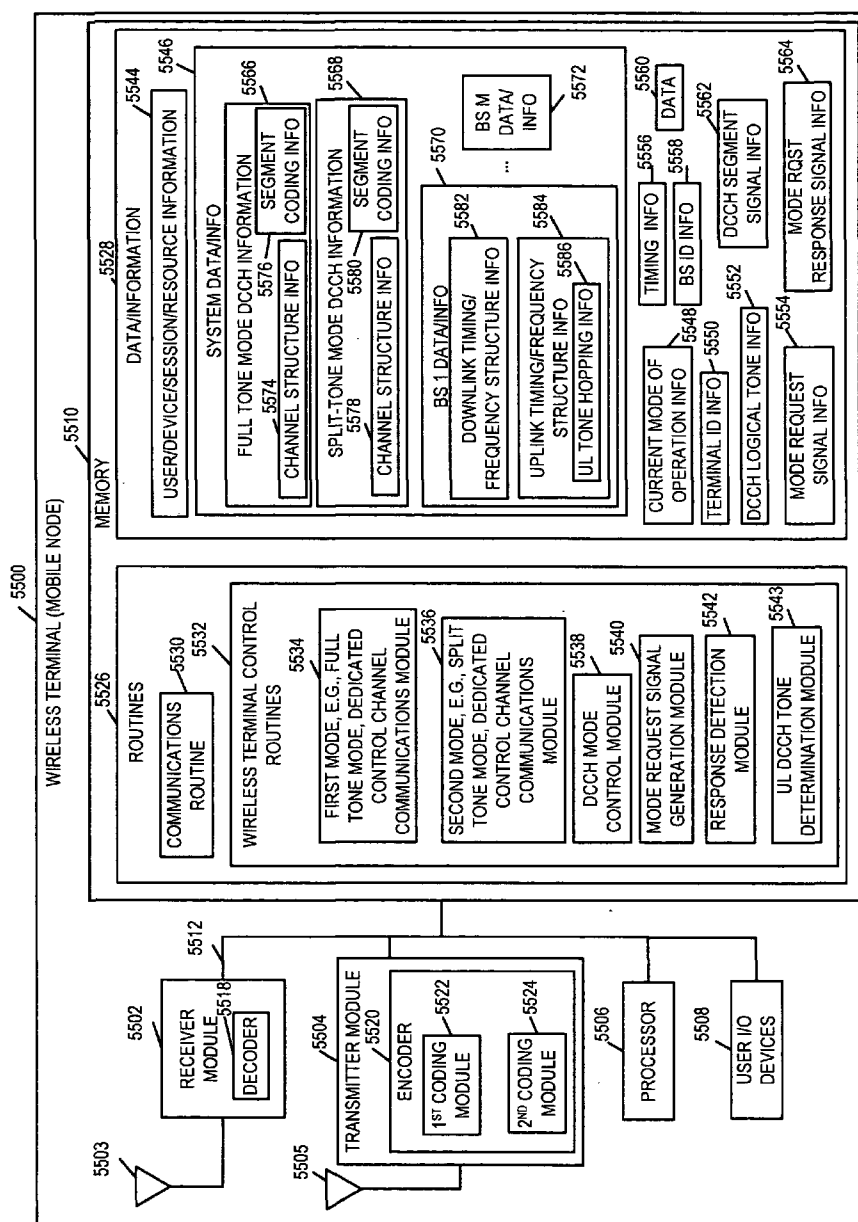 5500
WIRELESS TERMINAL (MOBILE NODE)
5503
5502
RECEIVER
MODULE
5518
DECODER
5512
5505
5504
TRANSMITTER MODULE
5520
ENCODER
5522
1ST CODING
MODULE
5524
2ND CODING
MODULE
5506
PROCESSOR
5508
USER I/O
DEVICES
5510
MEMORY
5526
ROUTINES
5530
COMMUNICATIONS
ROUTINE
5532
WIRELESS TERMINAL CONTROL
ROUTINES
5534
FIRST MODE, E.G., FULL
TONE MODE, DEDICATED
CONTROL CHANNEL
COMMUNICATIONS MODULE
5536
SECOND MODE, E.G., SPLIT
TONE MODE, DEDICATED
CONTROL CHANNEL
COMMUNICATIONS
MODULE
5538
DCCH MODE
CONTROL MODULE
5540
MODE REQUEST SIGNAL
GENERATION MODULE
5542
RESPONSE DETECTION
MODULE
5543
UL DCCH TONE
DETERMINATION MODULE
5528
DATA/INFORMATION
5544
USER/DEVICE/SESSION/RESOURCE INFORMATION
5546
SYSTEM DATA/INFO
5566
FULL TONE MODE DCCH INFORMATION
5574
CHANNEL STRUCTURE INFO
5576
SEGMENT
CODING INFO
5568
SPLIT-TONE MODE DCCH INFORMATION
5578
CHANNEL STRUCTURE INFO
5580
SEGMENT
CODING INFO
5570
BS 1 DATA/INFO
5582
DOWNLINK TIMING/
FREQUENCY STRUCTURE INFO
5584
UPLINK TIMING/FREQUENCY
STRUCTURE INFO
5586
UL TONE HOPPING INFO
...
BS M
DATA/
INFO
5572
5548
CURRENT MODE OF
OPERATION INFO
5550
TERMINAL ID INFO
5552
DCCH LOGICAL TONE INFO
5554
MODE REQUEST
SIGNAL INFO
5556
TIMING INFO
5558
BS ID INFO
5560
DATA
5562
DCCH SEGMENT
SIGNAL INFO
5564
MODE RQST
RESPONSE SIGNAL INFO